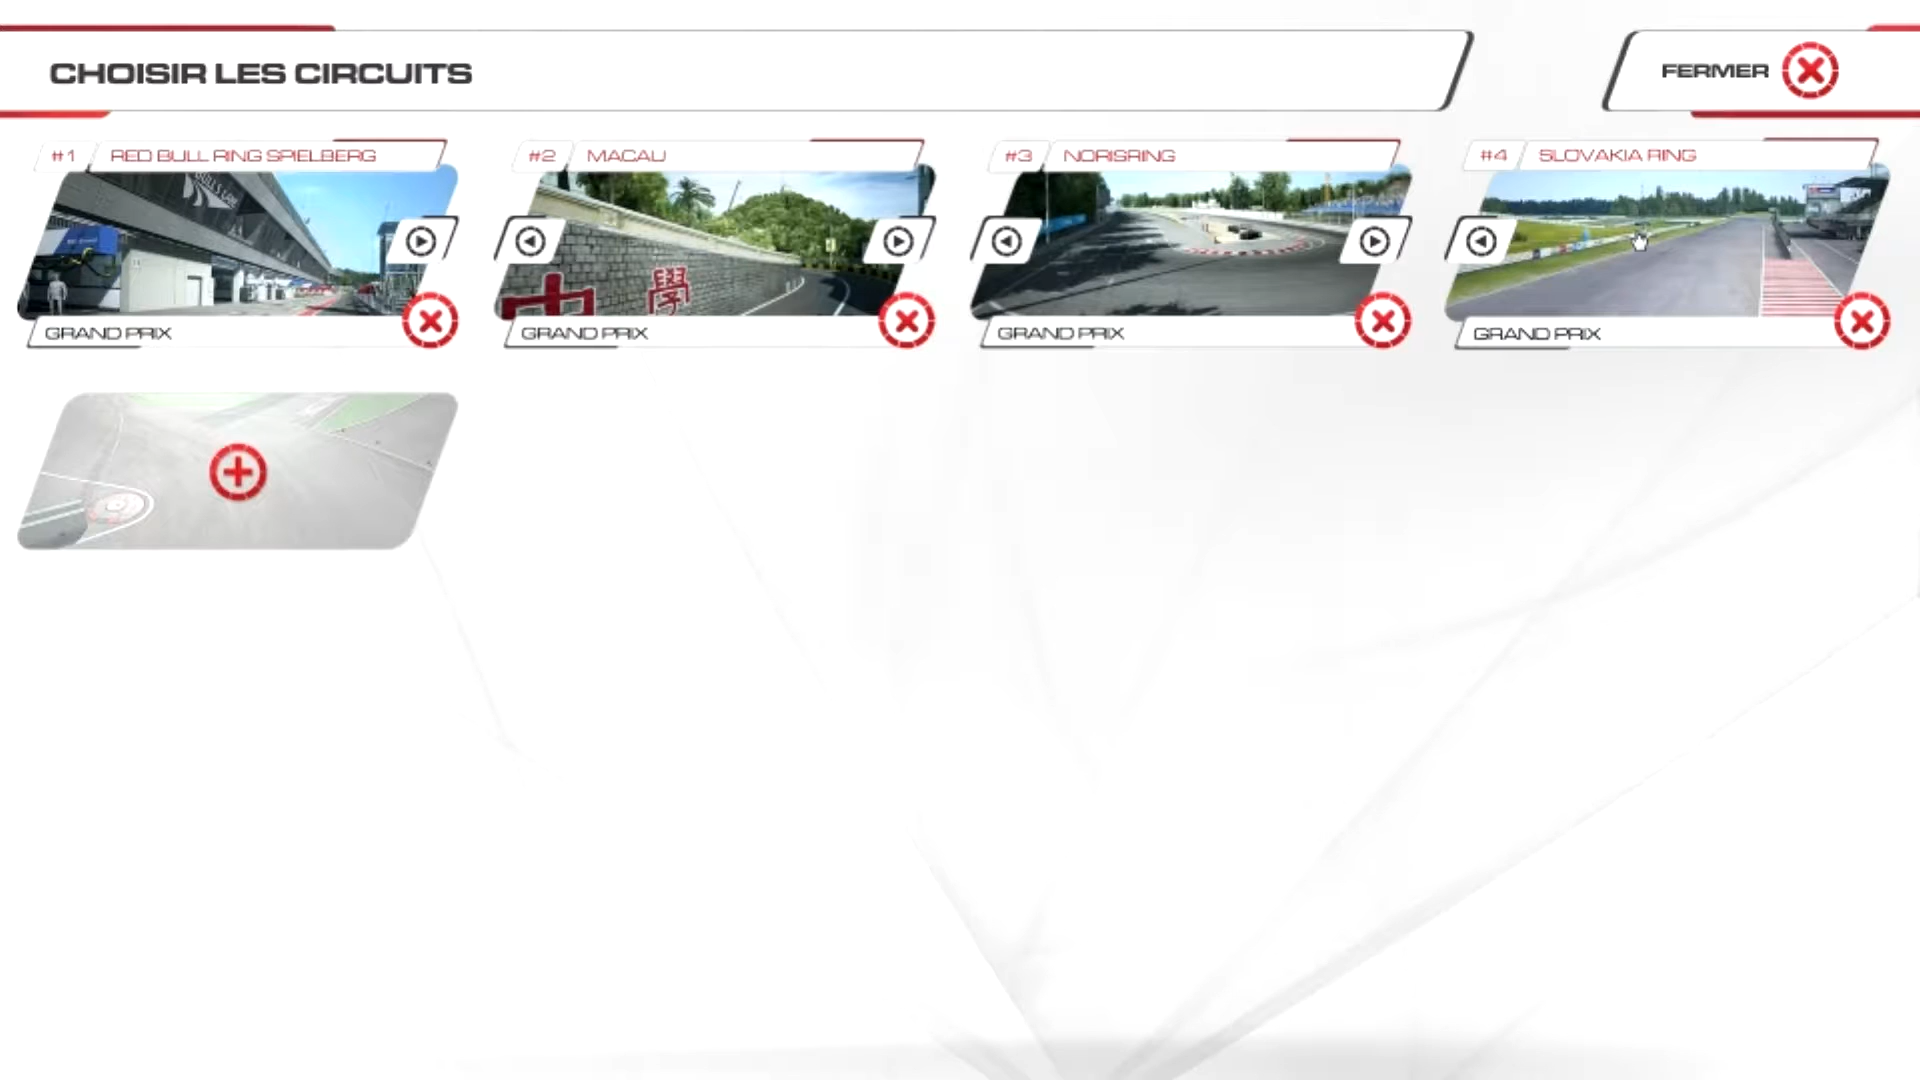 CHOISIR LES CIRCUITS
FERMER
#1 RED BULL RING SPIELBERG
#2 MACAU
#3 NORISRING
#4 SLOVAKIA RING
學
GRAND PRIX
GRAND PRIX
GRAND PRIX
GRAND PRIX